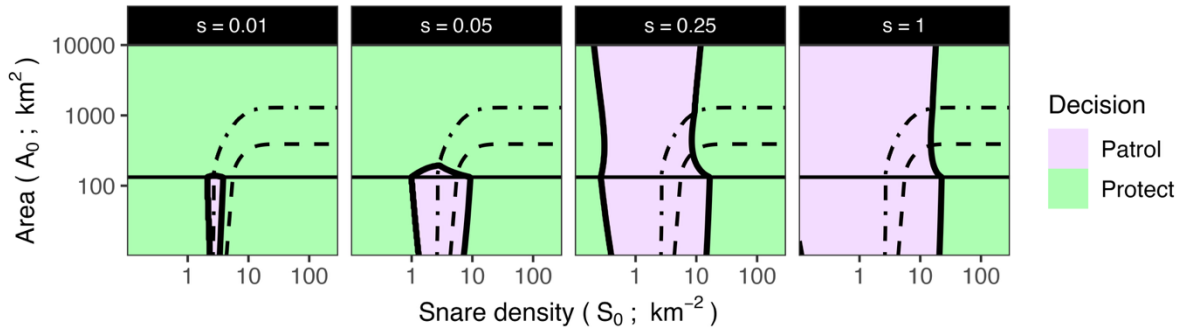 s = 0.01 s = 0.05 s = 0.25 s = 1
10000
1000
100
Area ( A₀ ; km² )
1 10 100 1 10 100 1 10 100 1 10 100
Snare density ( S₀ ; km⁻² )
Decision
Patrol
Protect